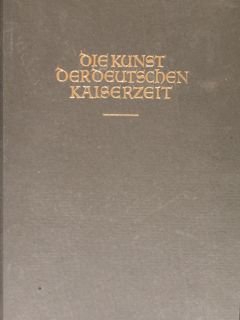 DIE KUNST
DER DEUTSCHEN
KAISERZEIT